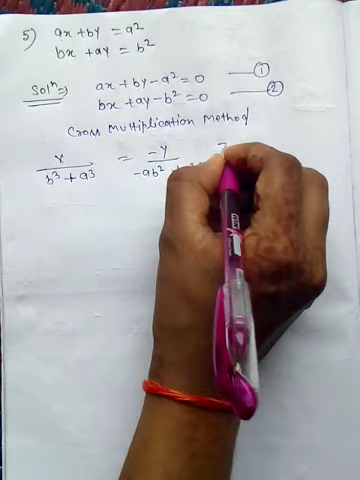 5) ax + by = a²
bx + ay = b²
Solⁿ ⇒ ax + by - a² = 0 — ①
bx + ay - b² = 0 — ②
Cross Multiplication Method
x / -b³ + a³ = -y / -ab² +